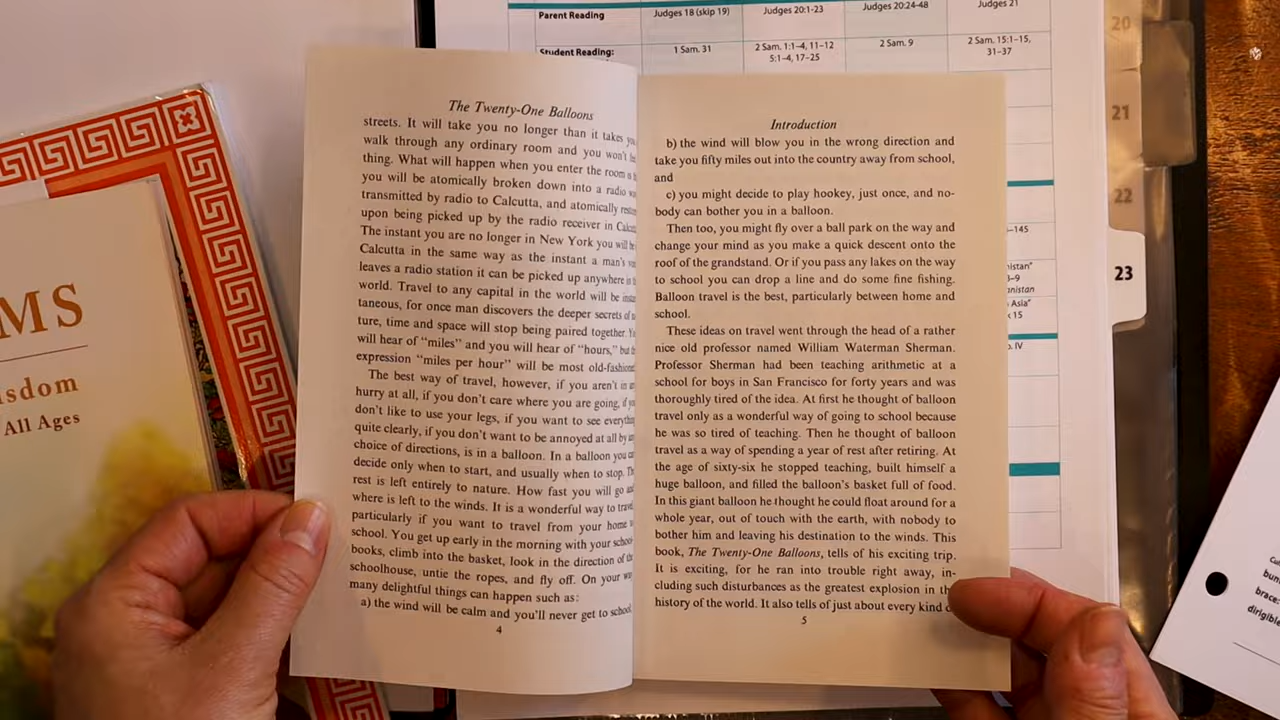 Parent Reading
Judges 18 (skip 19)
Judges 20:1-23
Judges 20:24-48
Judges 21
Student Reading:
1 Sam. 31
2 Sam. 1:1–4, 11–12
5:1–4, 17–25
2 Sam. 9
2 Sam. 15:1–15,
31–37
20
21
22
23
–145
istan"
–9
nistan
Asia"
x 15
p. IV
MS
isdom
All Ages
The Twenty-One Balloons
streets. It will take you no longer than it takes
walk through any ordinary room and you won't
thing. What will happen when you enter the room is
you will be atomically broken down into a radio
transmitted by radio to Calcutta, and atomically
upon being picked up by the radio receiver in
The instant you are no longer in New York you will
Calcutta in the same way as the instant a man's
leaves a radio station it can be picked up anywhere in
world. Travel to any capital in the world will be
taneous, for once man discovers the deeper secrets of
ture, time and space will stop being paired together.
will hear of "miles" and you will hear of "hours," but
expression "miles per hour" will be most old-fashione
The best way of travel, however, if you aren't in
hurry at all, if you don't care where you are going, if
don't like to use your legs, if you want to see everyth
quite clearly, if you don't want to be annoyed at all by
choice of directions, is in a balloon. In a balloon you
decide only when to start, and usually when to stop.
rest is left entirely to nature. How fast you will go
where is left to the winds. It is a wonderful way to
particularly if you want to travel from your home
school. You get up early in the morning with your
books, climb into the basket, look in the direction of
schoolhouse, untie the ropes, and fly off. On your
many delightful things can happen such as:
a) the wind will be calm and you'll never get to school
4
Introduction
b) the wind will blow you in the wrong direction and
take you fifty miles out into the country away from school,
and
c) you might decide to play hookey, just once, and no-
body can bother you in a balloon.
Then too, you might fly over a ball park on the way and
change your mind as you make a quick descent onto the
roof of the grandstand. Or if you pass any lakes on the way
to school you can drop a line and do some fine fishing.
Balloon travel is the best, particularly between home and
school.
These ideas on travel went through the head of a rather
nice old professor named William Waterman Sherman.
Professor Sherman had been teaching arithmetic at a
school for boys in San Francisco for forty years and was
thoroughly tired of the idea. At first he thought of balloon
travel only as a wonderful way of going to school because
he was so tired of teaching. Then he thought of balloon
travel as a way of spending a year of rest after retiring. At
the age of sixty-six he stopped teaching, built himself a
huge balloon, and filled the balloon's basket full of food.
In this giant balloon he thought he could float around for a
whole year, out of touch with the earth, with nobody to
bother him and leaving his destination to the winds. This
book, The Twenty-One Balloons, tells of his exciting trip.
It is exciting, for he ran into trouble right away, in-
cluding such disturbances as the greatest explosion in
history of the world. It also tells of just about every kind
5
bun
brace:
dirigible